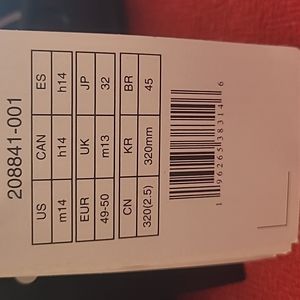 208841-001
US CAN ES
m14 h14 h14
EUR UK JP
49-50 m13 32
CN KR BR
320(2.5) 320mm 45
1 96265 38314 6